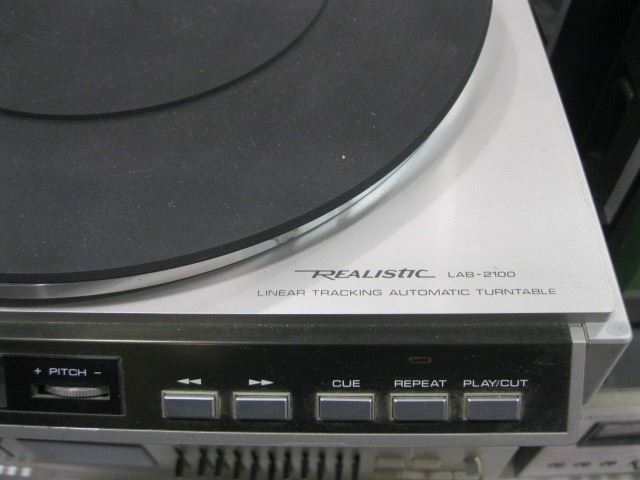 REALISTIC LAB-2100
LINEAR TRACKING AUTOMATIC TURNTABLE
+ PITCH -
CUE REPEAT PLAY/CUT